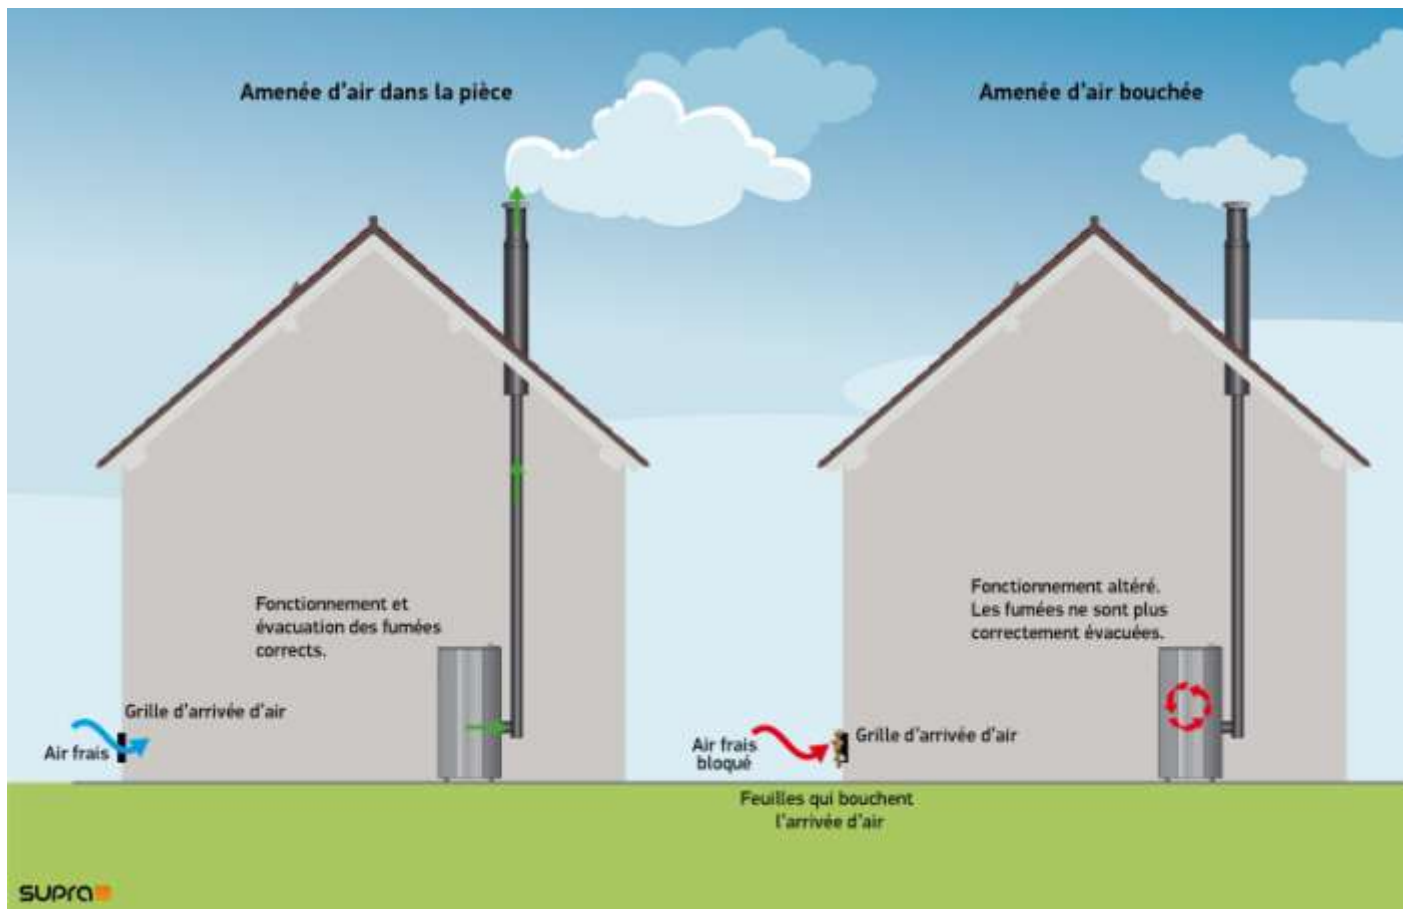 Amenée d'air dans la pièce
Fonctionnement et
évacuation des fumées
corrects.
Grille d'arrivée d'air
Air frais
Amenée d'air bouchée
Fonctionnement altéré.
Les fumées ne sont plus
correctement évacuées.
Grille d'arrivée d'air
Air frais
bloqué
Feuilles qui bouchent
l'arrivée d'air
supra